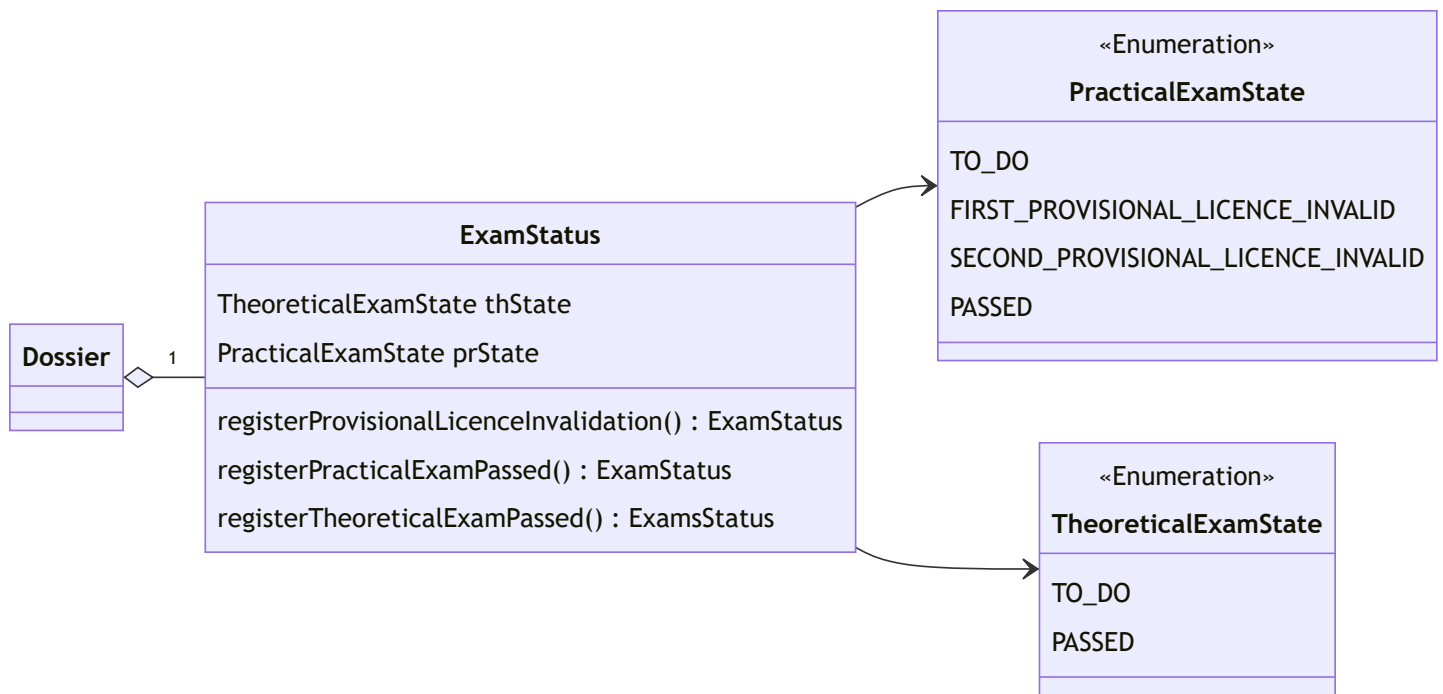 Dossier
1
ExamStatus
TheoreticalExamState thState
PracticalExamState prState
registerProvisionalLicenceInvalidation() : ExamStatus
registerPracticalExamPassed() : ExamStatus
registerTheoreticalExamPassed() : ExamsStatus
«Enumeration»
PracticalExamState
TO_DO
FIRST_PROVISIONAL_LICENCE_INVALID
SECOND_PROVISIONAL_LICENCE_INVALID
PASSED
«Enumeration»
TheoreticalExamState
TO_DO
PASSED